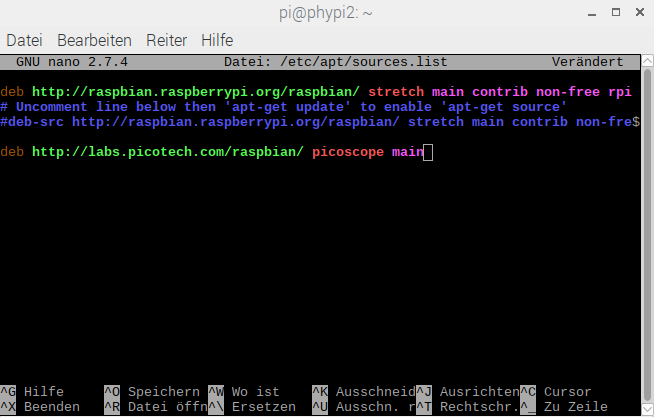 pi@phypi2: ~
Datei Bearbeiten Reiter Hilfe
GNU nano 2.7.4 Datei: /etc/apt/sources.list Verändert
deb http://raspbian.raspberrypi.org/raspbian/ stretch main contrib non-free rpi
# Uncomment line below then 'apt-get update' to enable 'apt-get source'
#deb-src http://raspbian.raspberrypi.org/raspbian/ stretch main contrib non-fre$
deb http://labs.picotech.com/raspbian/ picoscope main
^G Hilfe ^O Speichern ^W Wo ist ^K Ausschneid^J Ausrichten^C Cursor
^X Beenden ^R Datei öffn^\ Ersetzen ^U Ausschn. r^T Rechtschr.^_ Zu Zeile